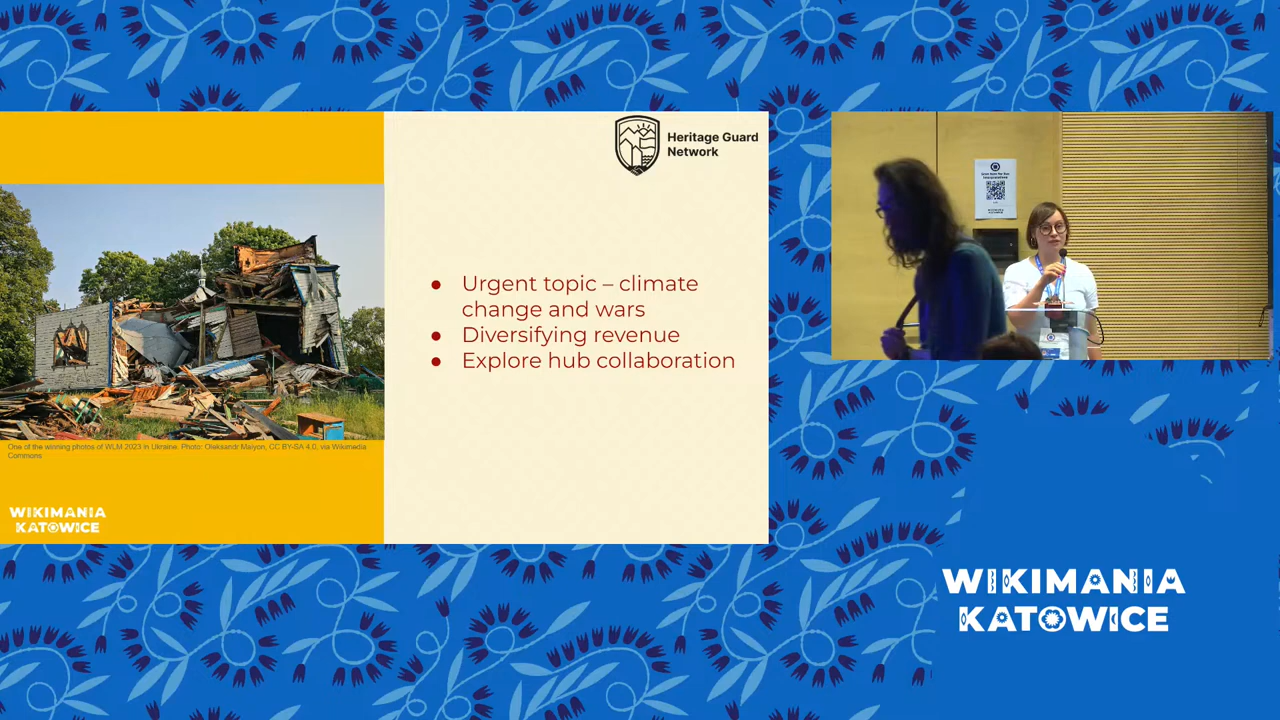 Heritage Guard
Network
● Urgent topic – climate
change and wars
● Diversifying revenue
● Explore hub collaboration
One of the winning photos of WLM 2023 in Ukraine. Photo: Oleksandr Malyon, CC BY-SA 4.0, via Wikimedia
Commons
WIKIMANIA
KATOWICE
WIKIMANIA
KATOWICE